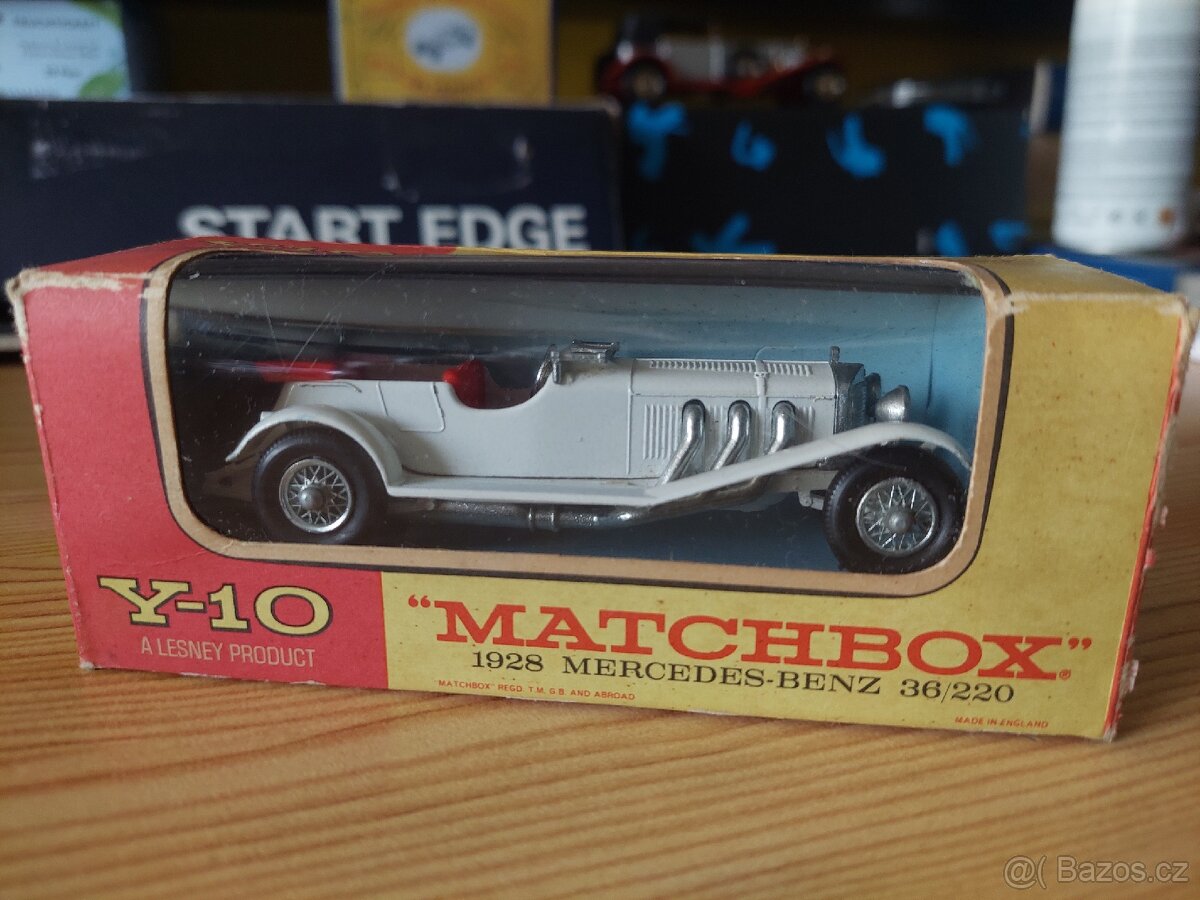 START EDGE
Y-10
A LESNEY PRODUCT
"MATCHBOX"®
1928 MERCEDES-BENZ 36/220
"MATCHBOX" REGD. T.M. G.B. AND ABROAD
MADE IN ENGLAND
@( Bazos.cz